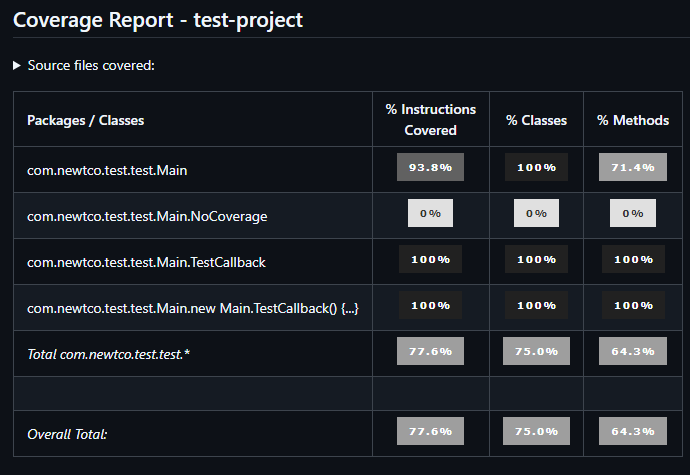 Coverage Report - test-project
▶ Source files covered:
Packages / Classes % Instructions Covered % Classes % Methods
com.newtco.test.test.Main 93.8% 100% 71.4%
com.newtco.test.test.Main.NoCoverage 0% 0% 0%
com.newtco.test.test.Main.TestCallback 100% 100% 100%
com.newtco.test.test.Main.new Main.TestCallback() {...} 100% 100% 100%
Total com.newtco.test.test.* 77.6% 75.0% 64.3%
Overall Total: 77.6% 75.0% 64.3%